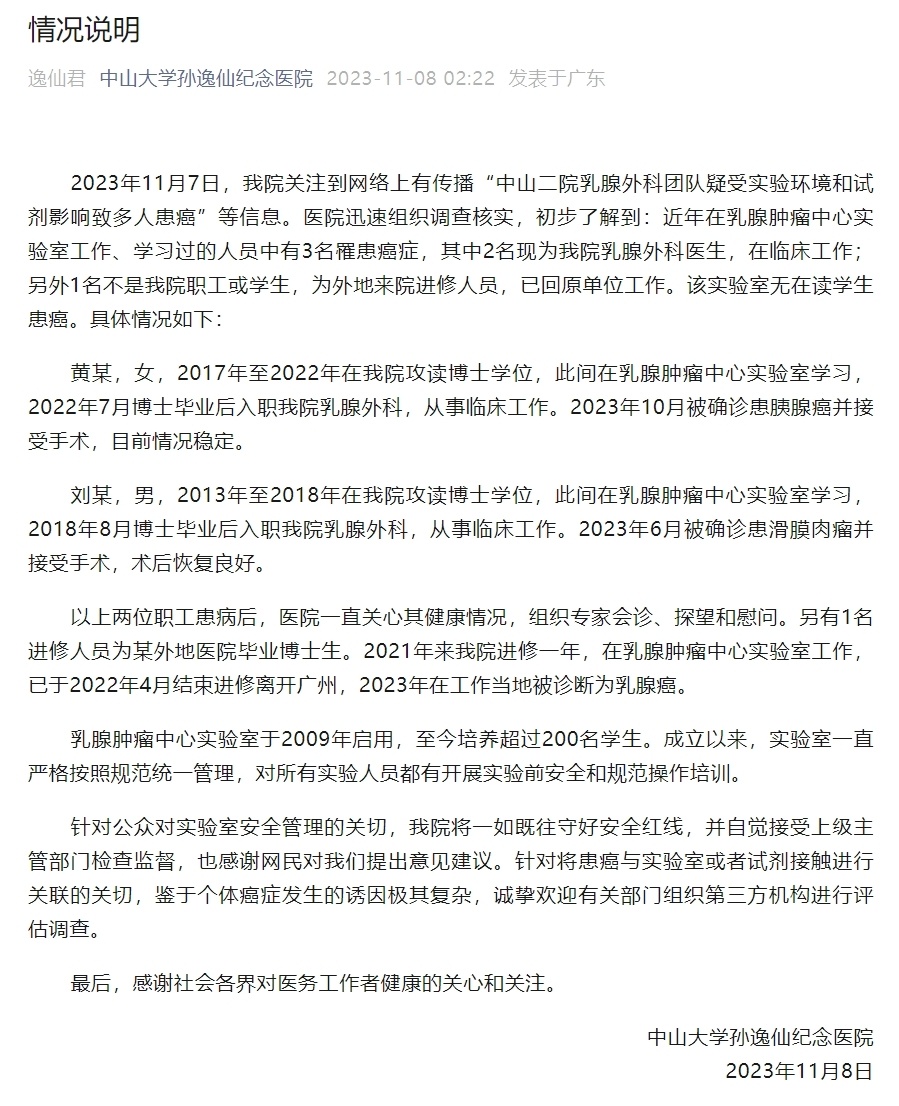 情况说明
逸仙君 中山大学孙逸仙纪念医院 2023-11-08 02:22 发表于广东
2023年11月7日，我院关注到网络上有传播“中山二院乳腺外科团队疑受实验环境和试
剂影响致多人患癌”等信息。医院迅速组织调查核实，初步了解到：近年在乳腺肿瘤中心实
验室工作、学习过的人员中有3名罹患癌症，其中2名现为我院乳腺外科医生，在临床工作；
另外1名不是我院职工或学生，为外地来院进修人员，已回原单位工作。该实验室无在读学生
患癌。具体情况如下：
黄某，女，2017年至2022年在我院攻读博士学位，此间在乳腺肿瘤中心实验室学习，
2022年7月博士毕业后入职我院乳腺外科，从事临床工作。2023年10月被确诊患胰腺癌并接
受手术，目前情况稳定。
刘某，男，2013年至2018年在我院攻读博士学位，此间在乳腺肿瘤中心实验室学习，
2018年8月博士毕业后入职我院乳腺外科，从事临床工作。2023年6月被确诊患滑膜肉瘤并
接受手术，术后恢复良好。
以上两位职工患病后，医院一直关心其健康情况，组织专家会诊、探望和慰问。另有1名
进修人员为某外地医院毕业博士生。2021年来我院进修一年，在乳腺肿瘤中心实验室工作，
已于2022年4月结束进修离开广州，2023年在工作当地被诊断为乳腺癌。
乳腺肿瘤中心实验室于2009年启用，至今培养超过200名学生。成立以来，实验室一直
严格按照规范统一管理，对所有实验人员都有开展实验前安全和规范操作培训。
针对公众对实验室安全管理的关切，我院将一如既往守好安全红线，并自觉接受上级主
管部门检查监督，也感谢网民对我们提出意见建议。针对将患癌与实验室或者试剂接触进行
关联的关切，鉴于个体癌症发生的诱因极其复杂，诚挚欢迎有关部门组织第三方机构进行评
估调查。
最后，感谢社会各界对医务工作者健康的关心和关注。
中山大学孙逸仙纪念医院
2023年11月8日